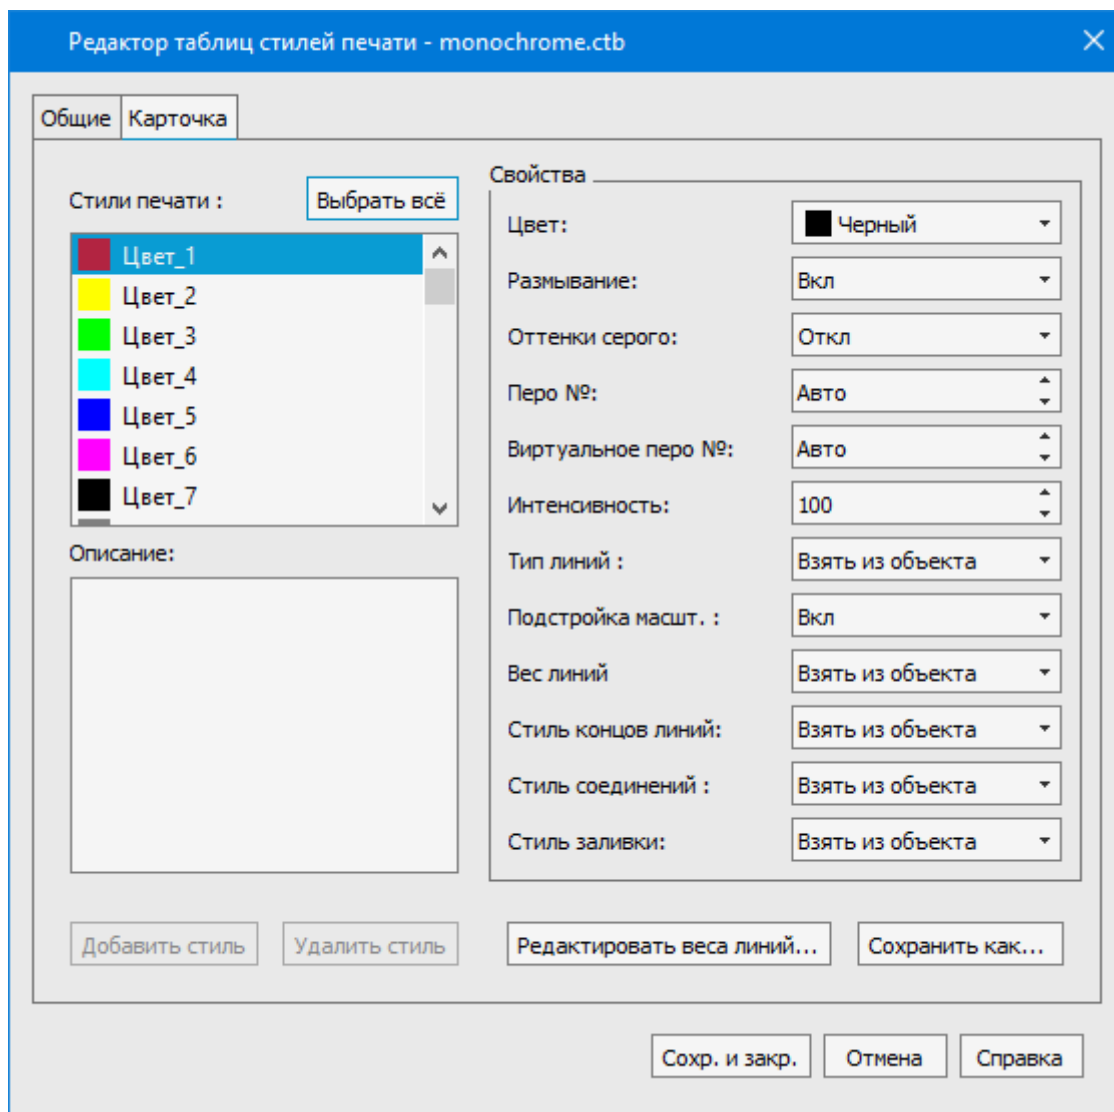 Редактор таблиц стилей печати - monochrome.ctb
Общие
Карточка
Стили печати :
Выбрать всё
Цвет_1
Цвет_2
Цвет_3
Цвет_4
Цвет_5
Цвет_6
Цвет_7
Описание:
Добавить стиль
Удалить стиль
Свойства
Цвет: Черный
Размывание: Вкл
Оттенки серого: Откл
Перо №: Авто
Виртуальное перо №: Авто
Интенсивность: 100
Тип линий : Взять из объекта
Подстройка масшт. : Вкл
Вес линий Взять из объекта
Стиль концов линий: Взять из объекта
Стиль соединений : Взять из объекта
Стиль заливки: Взять из объекта
Редактировать веса линий...
Сохранить как...
Сохр. и закр.
Отмена
Справка